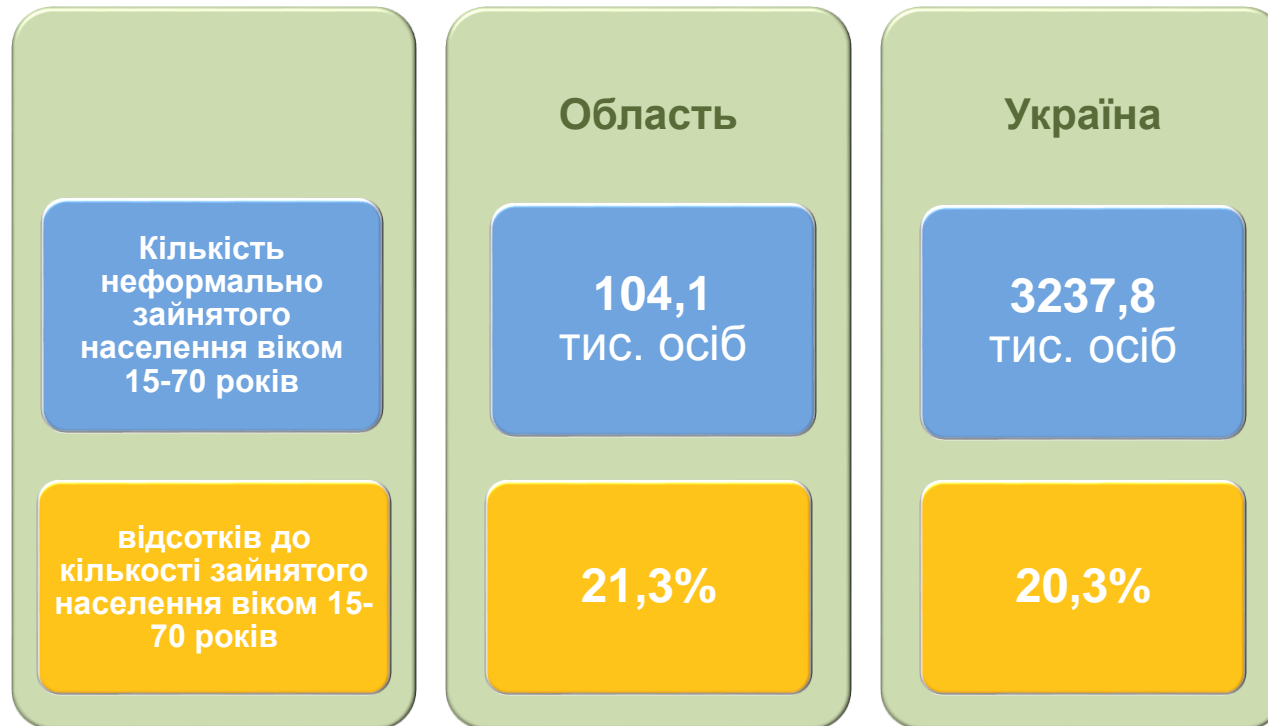 Область
Україна
Кількість
неформально
зайнятого
населення віком
15-70 років
104,1
тис. осіб
3237,8
тис. осіб
відсотків до
кількості зайнятого
населення віком 15-
70 років
21,3%
20,3%